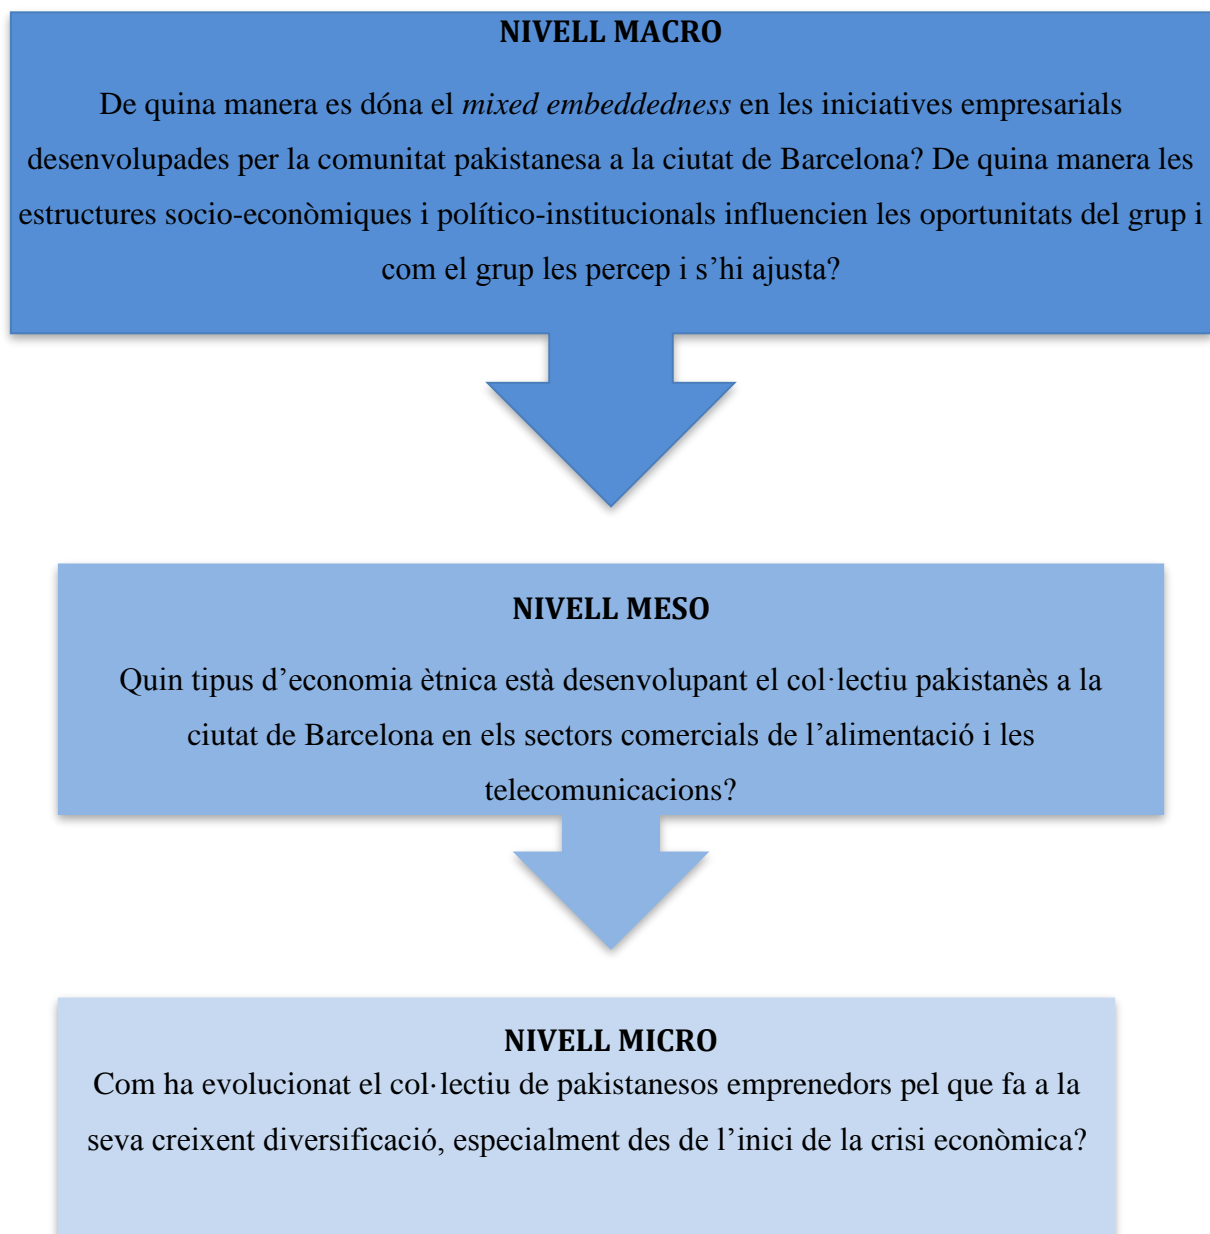 NIVELL MACRO
De quina manera es dóna el mixed embeddedness en les iniciatives empresarials
desenvolupades per la comunitat pakistanesa a la ciutat de Barcelona? De quina manera les
estructures socio-econòmiques i político-institucionals influencien les oportunitats del grup i
com el grup les percep i s’hi ajusta?
NIVELL MESO
Quin tipus d’economia ètnica està desenvolupant el col·lectiu pakistanès a la
ciutat de Barcelona en els sectors comercials de l’alimentació i les
telecomunicacions?
NIVELL MICRO
Com ha evolucionat el col·lectiu de pakistanesos emprenedors pel que fa a la
seva creixent diversificació, especialment des de l’inici de la crisi econòmica?